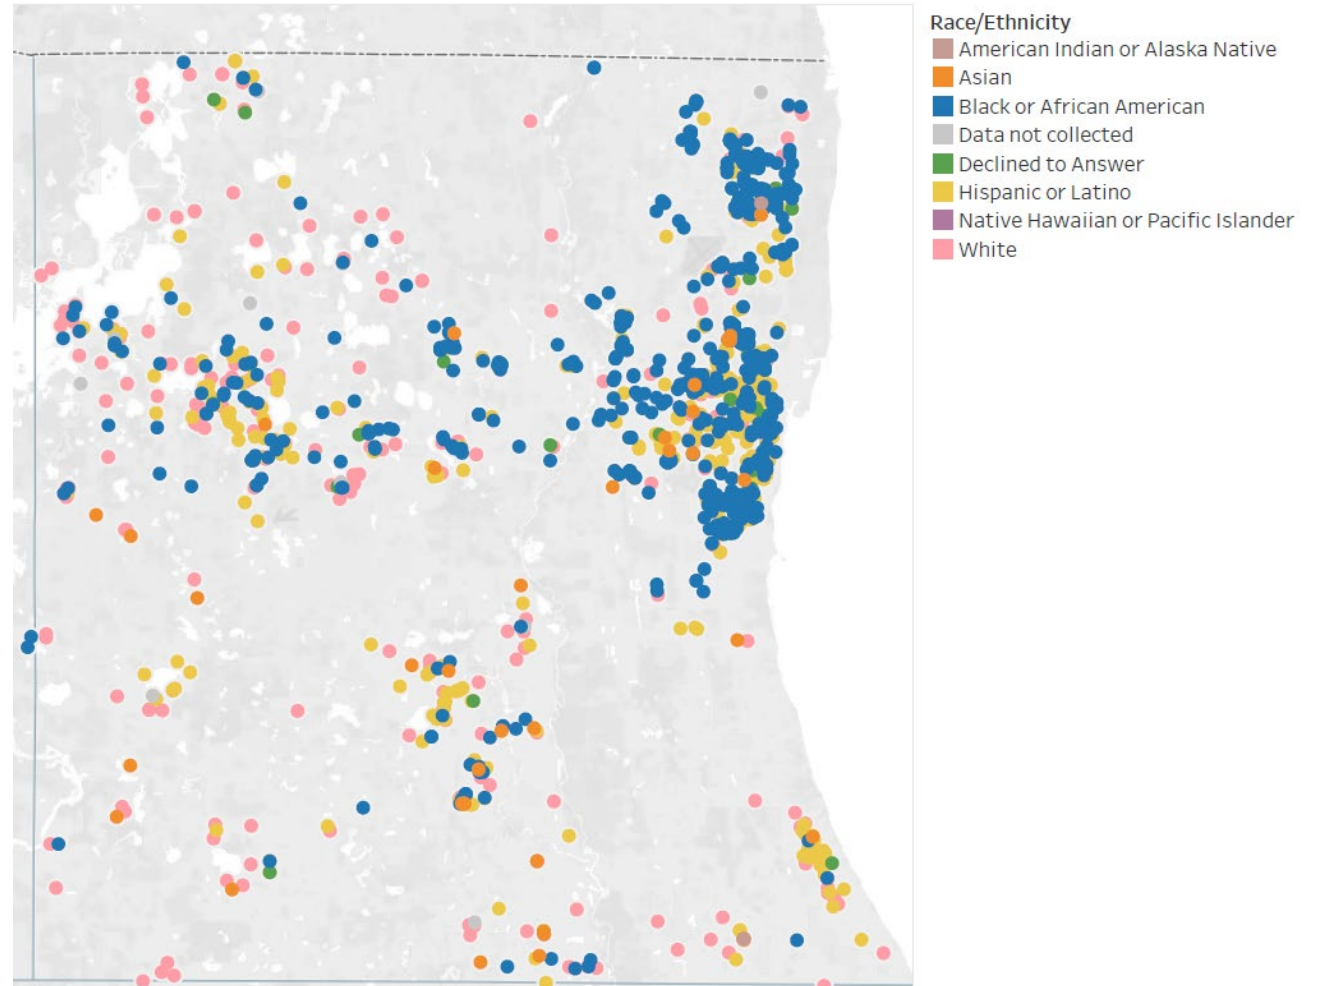 Race/Ethnicity
American Indian or Alaska Native
Asian
Black or African American
Data not collected
Declined to Answer
Hispanic or Latino
Native Hawaiian or Pacific Islander
White